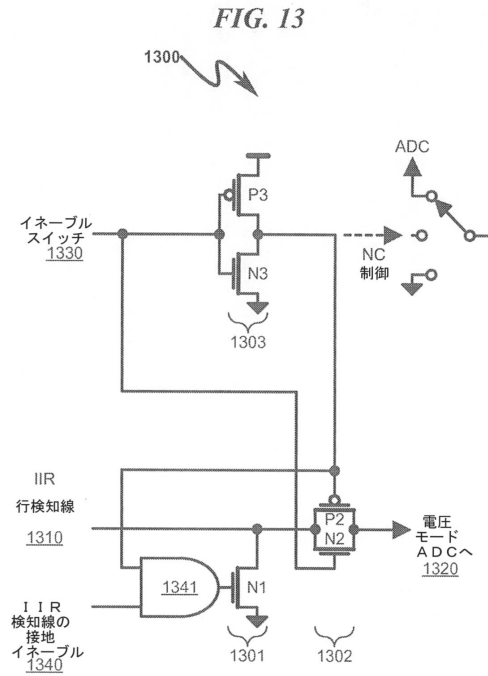 FIG. 13
1300
ADC
P3
イネーブル
スイッチ
1330
NC
制御
N3
1303
IIR
行検知線
1310
P2
N2
電圧
モード
ADCへ
1320
1341
N1
IIR
検知線の
接地
イネーブル
1340
1301
1302